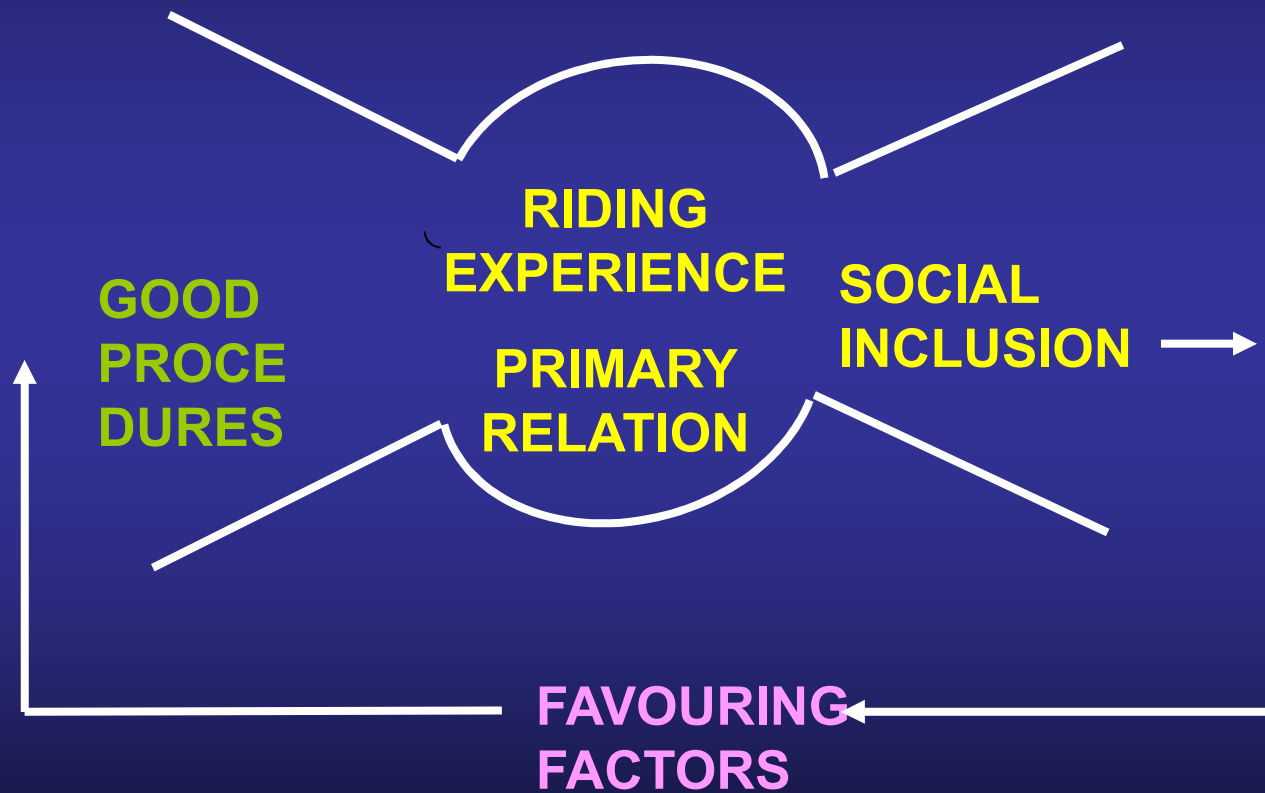 RIDING
EXPERIENCE
PRIMARY
RELATION
GOOD
PROCE
DURES
SOCIAL
INCLUSION
FAVOURING
FACTORS